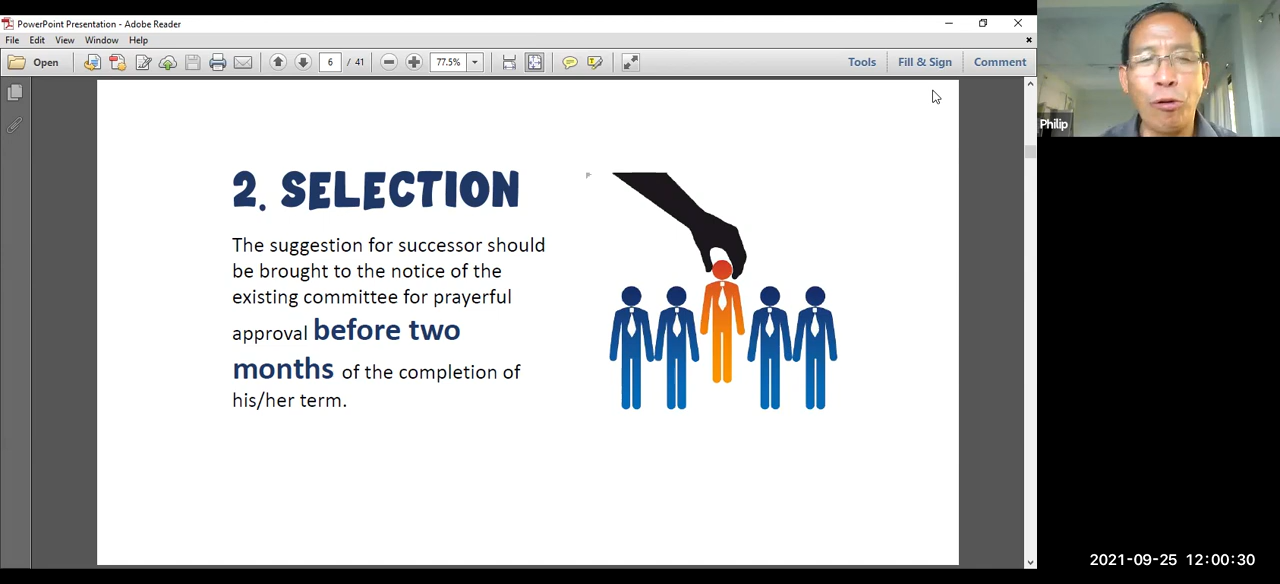 PowerPoint Presentation - Adobe Reader
File Edit View Window Help
Open 6 / 41 77.5% Tools Fill & Sign Comment
Philip
2. SELECTION
The suggestion for successor should
be brought to the notice of the
existing committee for prayerful
approval before two
months of the completion of
his/her term.
2021-09-25 12:00:30